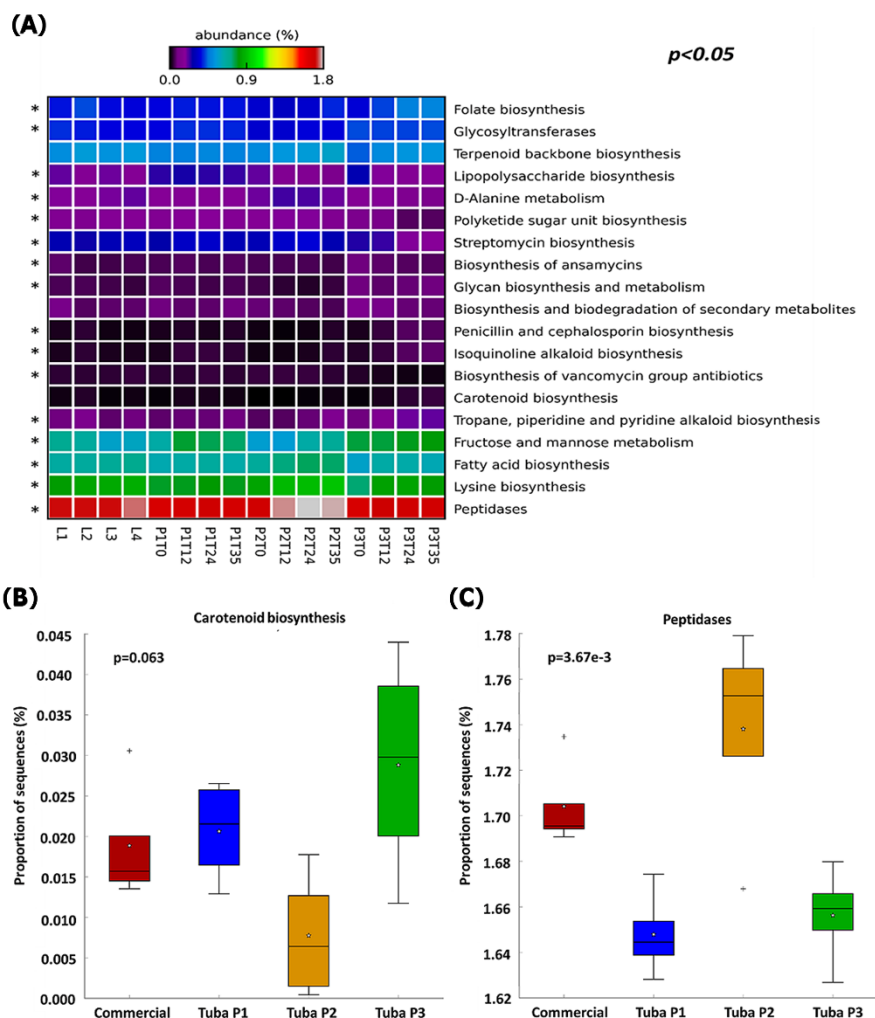 (A)
abundance (%)
0.0 0.9 1.8
p<0.05
* Folate biosynthesis
* Glycosyltransferases
Terpenoid backbone biosynthesis
* Lipopolysaccharide biosynthesis
* D-Alanine metabolism
* Polyketide sugar unit biosynthesis
* Streptomycin biosynthesis
* Biosynthesis of ansamycins
* Glycan biosynthesis and metabolism
Biosynthesis and biodegradation of secondary metabolites
* Penicillin and cephalosporin biosynthesis
* Isoquinoline alkaloid biosynthesis
* Biosynthesis of vancomycin group antibiotics
Carotenoid biosynthesis
* Tropane, piperidine and pyridine alkaloid biosynthesis
* Fructose and mannose metabolism
* Fatty acid biosynthesis
* Lysine biosynthesis
* Peptidases
L1 L2 L3 L4 P1T0 P1T12 P1T24 P1T35 P2T0 P2T12 P2T24 P2T35 P3T0 P3T12 P3T24 P3T35
(B)
Carotenoid biosynthesis
p=0.063
Proportion of sequences (%)
0.045
0.040
0.035
0.030
0.025
0.020
0.015
0.010
0.005
0.000
Commercial Tuba P1 Tuba P2 Tuba P3
(C)
Peptidases
p=3.67e-3
Proportion of sequences (%)
1.78
1.76
1.74
1.72
1.70
1.68
1.66
1.64
1.62
Commercial Tuba P1 Tuba P2 Tuba P3